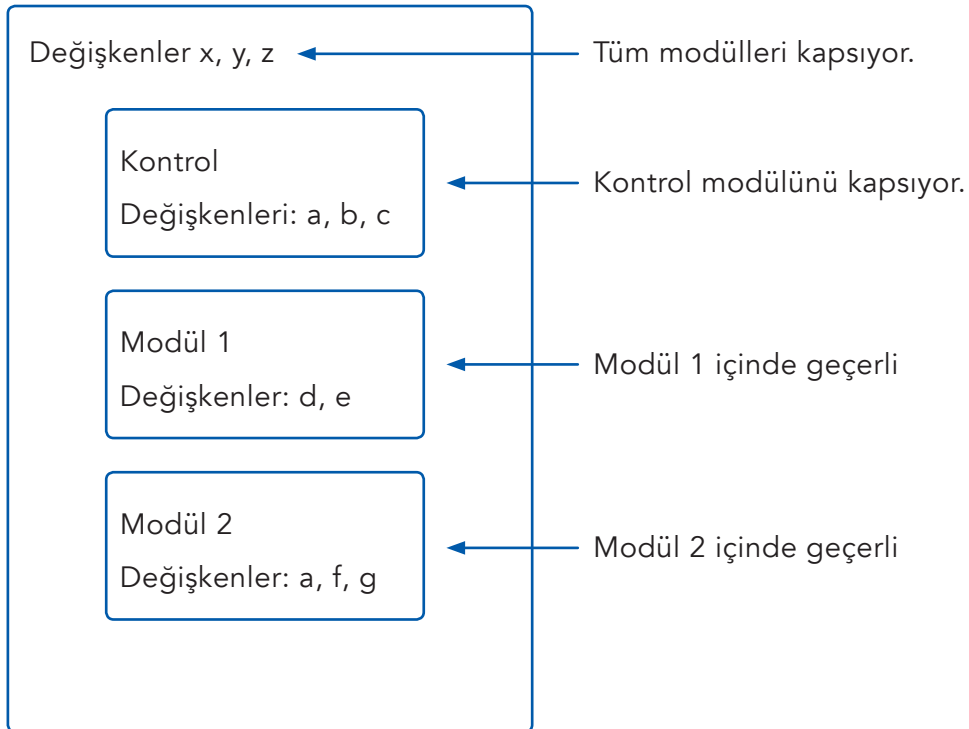 Değişkenler x, y, z
Tüm modülleri kapsıyor.
Kontrol
Değişkenleri: a, b, c
Kontrol modülünü kapsıyor.
Modül 1
Değişkenler: d, e
Modül 1 içinde geçerli
Modül 2
Değişkenler: a, f, g
Modül 2 içinde geçerli